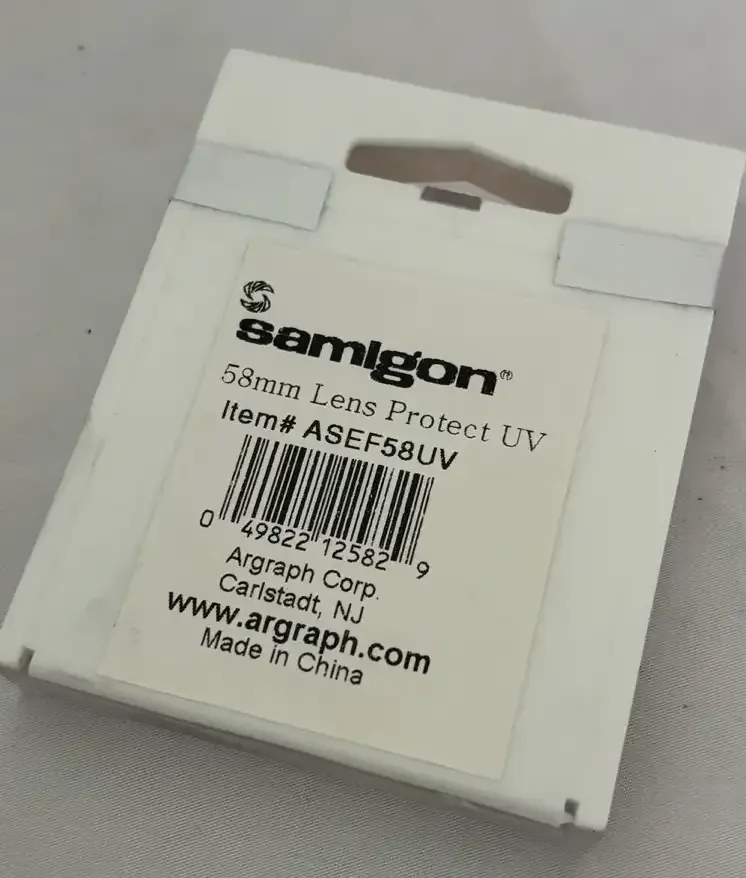 samigon®
58mm Lens Protect UV
Item# ASEF58UV
0 49822 12582 9
Argraph Corp.
Carlstadt, NJ
www.argraph.com
Made in China